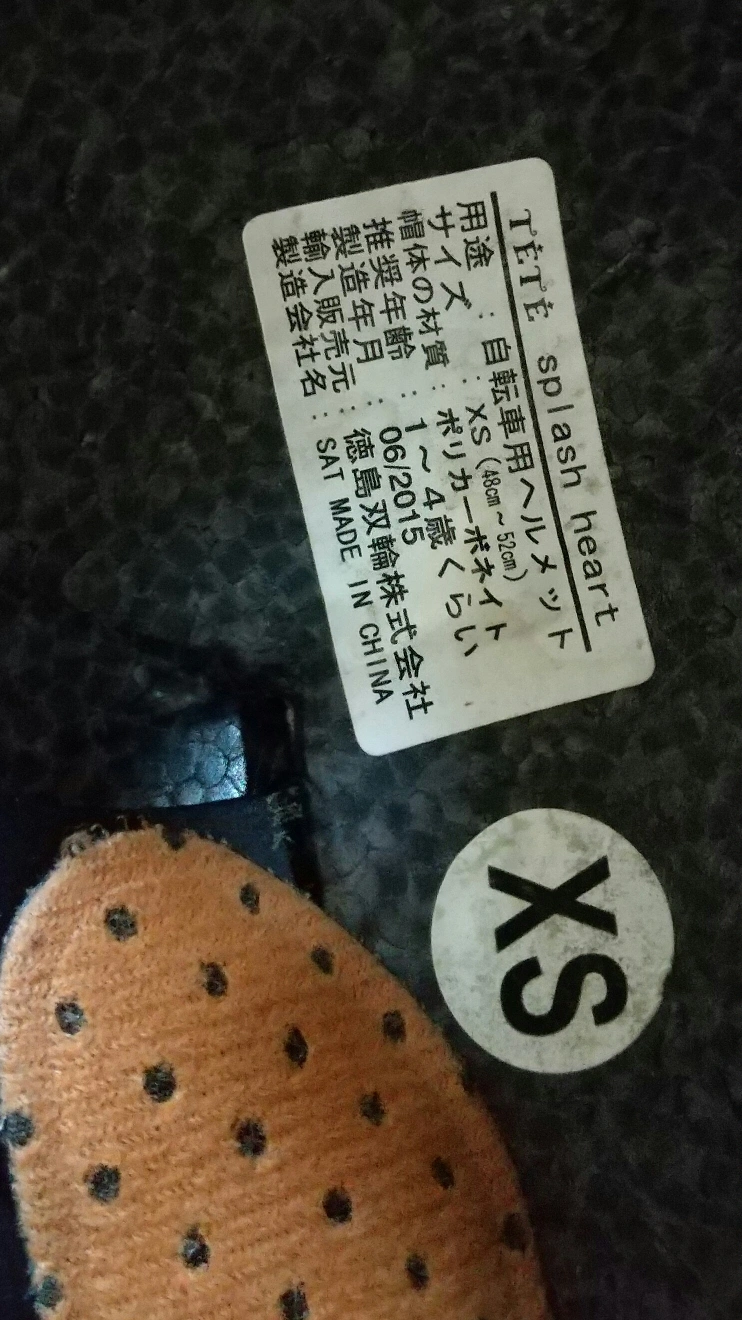 TÊTÊ splash heart
用途 : 自転車用ヘルメット
サイズ : XS (48cm~52cm)
帽体の材質 : ポリカーボネイト
推奨年齢 : 1~4歳くらい
製造年月 : 06/2015
輸入販売元 : 徳島双輪株式会社
製造会社名 : SAT MADE IN CHINA
XS